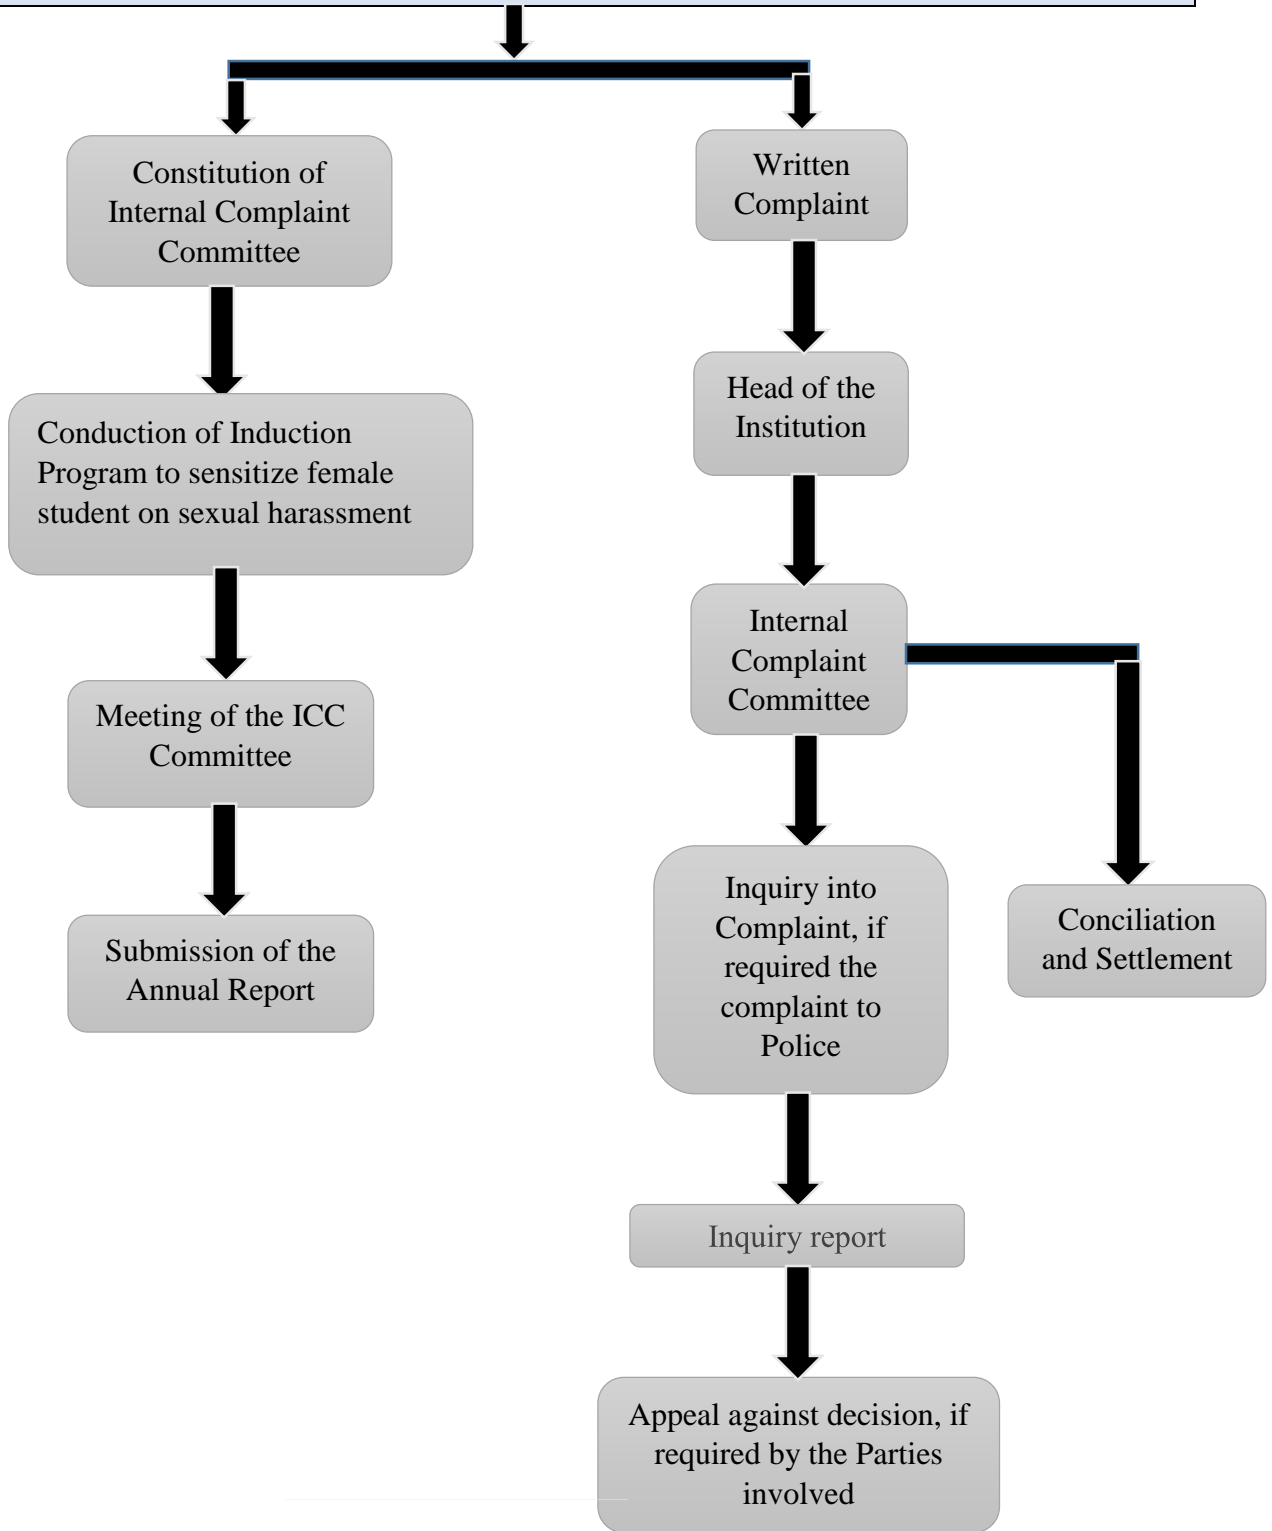 Constitution of
Internal Complaint
Committee
Conduction of Induction
Program to sensitize female
student on sexual harassment
Meeting of the ICC
Committee
Submission of the
Annual Report
Written
Complaint
Head of the
Institution
Internal
Complaint
Committee
Inquiry into
Complaint, if
required the
complaint to
Police
Conciliation
and Settlement
Inquiry report
Appeal against decision, if
required by the Parties
involved